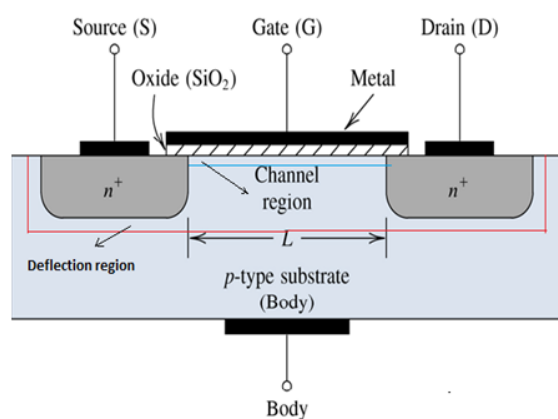 Source (S)
Gate (G)
Drain (D)
Oxide (SiO₂)
Metal
n⁺
Channel
region
n⁺
Deflection region
L
p-type substrate
(Body)
Body